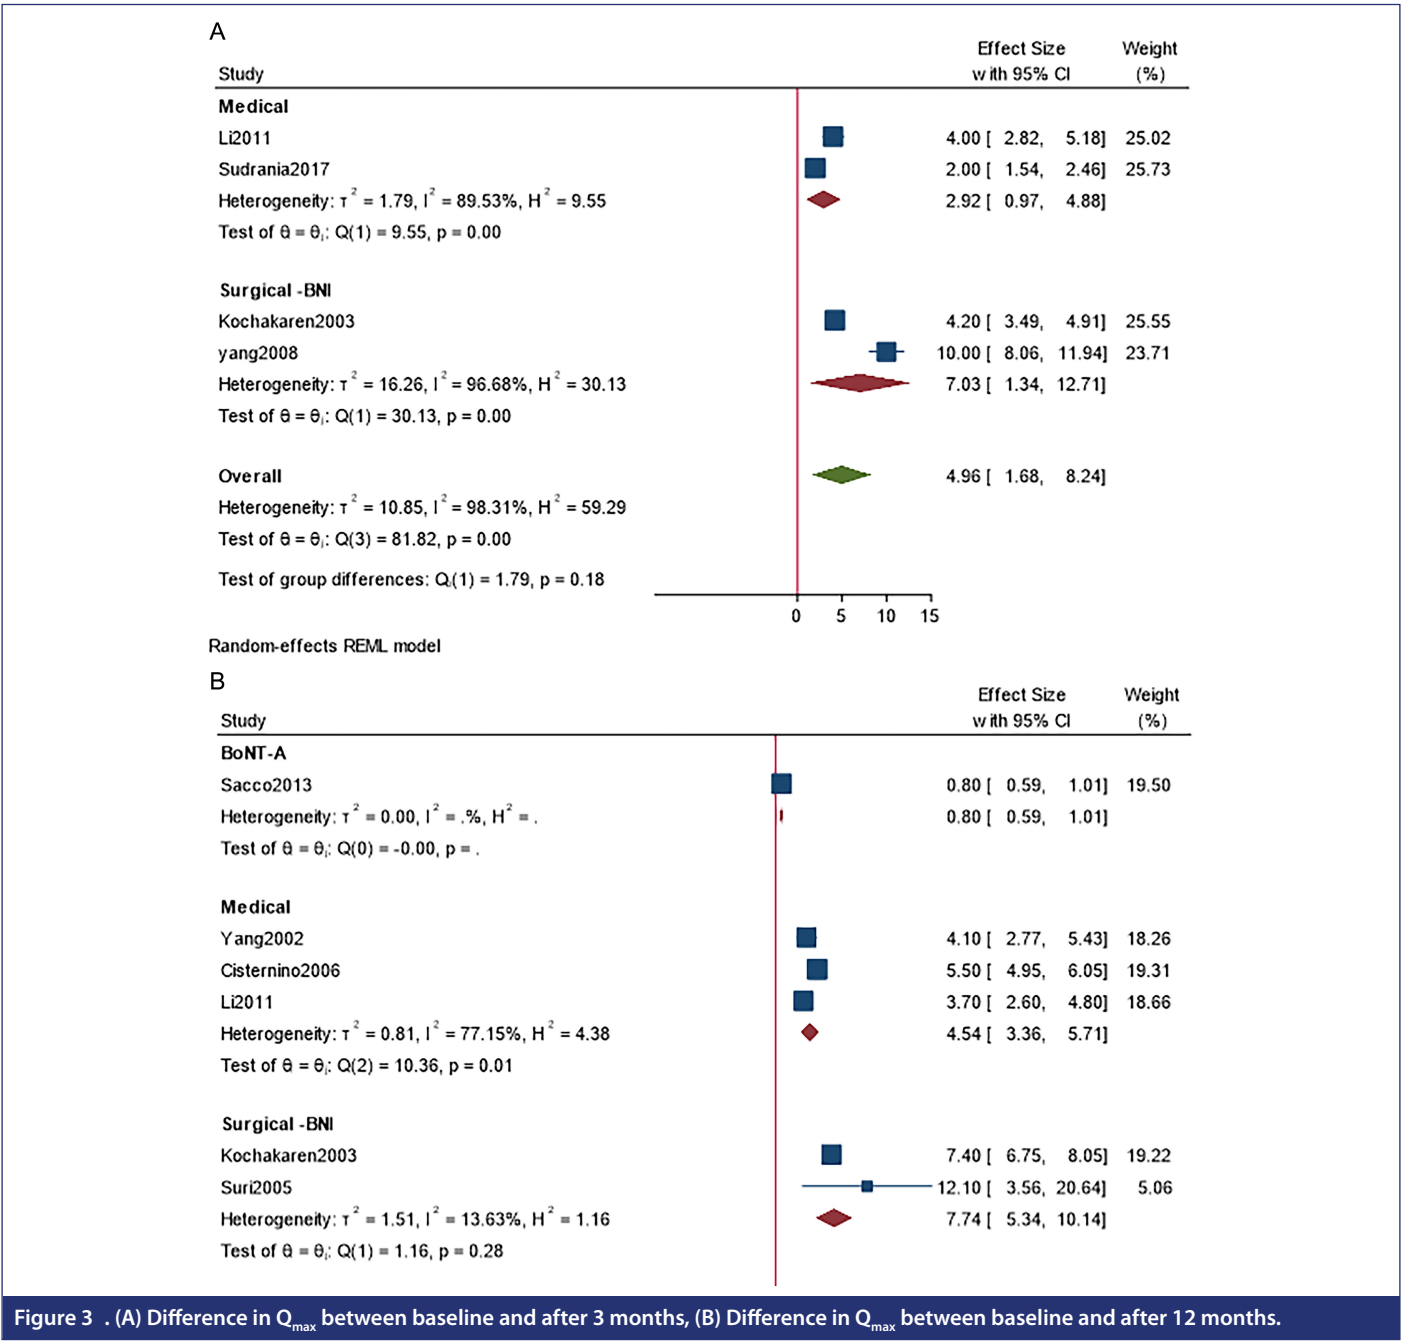 A
Effect Size Weight
Study with 95% CI (%)
Medical
Li2011 4.00 [ 2.82, 5.18] 25.02
Sudrania2017 2.00 [ 1.54, 2.46] 25.73
Heterogeneity: τ² = 1.79, I² = 89.53%, H² = 9.55 2.92 [ 0.97, 4.88]
Test of θ = θᵢ: Q(1) = 9.55, p = 0.00
Surgical -BNI
Kochakaren2003 4.20 [ 3.49, 4.91] 25.55
yang2008 10.00 [ 8.06, 11.94] 23.71
Heterogeneity: τ² = 16.26, I² = 96.68%, H² = 30.13 7.03 [ 1.34, 12.71]
Test of θ = θᵢ: Q(1) = 30.13, p = 0.00
Overall 4.96 [ 1.68, 8.24]
Heterogeneity: τ² = 10.85, I² = 98.31%, H² = 59.29
Test of θ = θᵢ: Q(3) = 81.82, p = 0.00
Test of group differences: Q(1) = 1.79, p = 0.18
0 5 10 15
Random-effects REML model
B
Effect Size Weight
Study with 95% CI (%)
BoNT-A
Sacco2013 0.80 [ 0.59, 1.01] 19.50
Heterogeneity: τ² = 0.00, I² = .%, H² = . 0.80 [ 0.59, 1.01]
Test of θ = θᵢ: Q(0) = -0.00, p = .
Medical
Yang2002 4.10 [ 2.77, 5.43] 18.26
Cisternino2006 5.50 [ 4.95, 6.05] 19.31
Li2011 3.70 [ 2.60, 4.80] 18.66
Heterogeneity: τ² = 0.81, I² = 77.15%, H² = 4.38 4.54 [ 3.36, 5.71]
Test of θ = θᵢ: Q(2) = 10.36, p = 0.01
Surgical -BNI
Kochakaren2003 7.40 [ 6.75, 8.05] 19.22
Suri2005 12.10 [ 3.56, 20.64] 5.06
Heterogeneity: τ² = 1.51, I² = 13.63%, H² = 1.16 7.74 [ 5.34, 10.14]
Test of θ = θᵢ: Q(1) = 1.16, p = 0.28
Figure 3 . (A) Difference in Qmax between baseline and after 3 months, (B) Difference in Qmax between baseline and after 12 months.